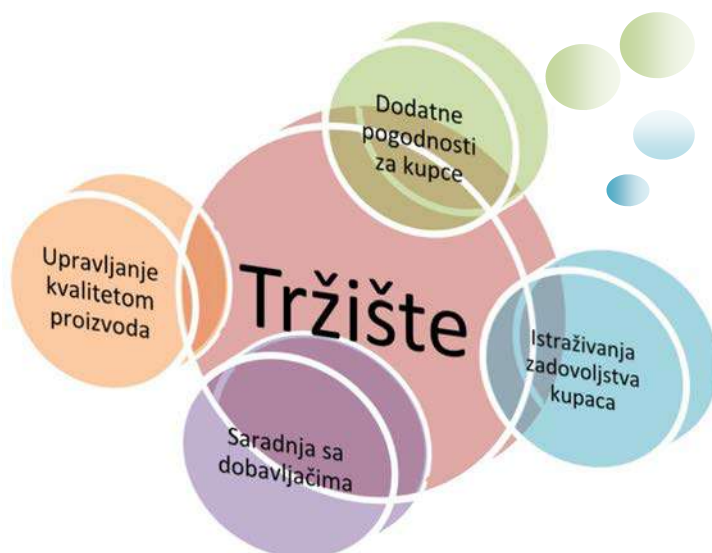 Dodatne
pogodnosti
za kupce
Upravljanje
kvalitetom
proizvoda
Tržište
Istraživanja
zadovoljstva
kupaca
Saradnja sa
dobavljačima